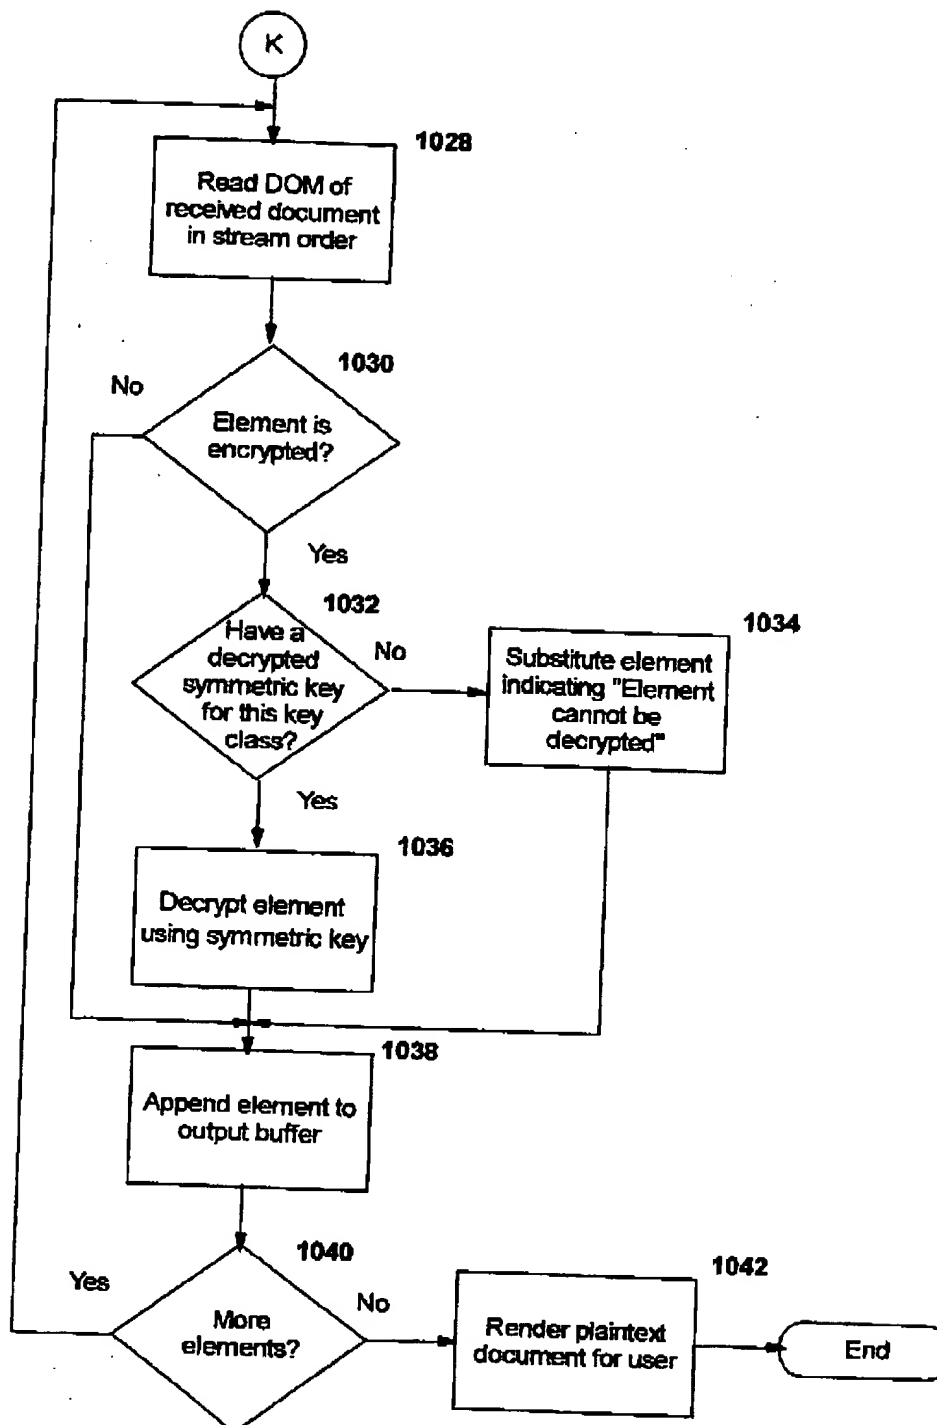 K
1028
Read DOM of
received document
in stream order
1030
No
Element is
encrypted?
Yes
1032
Have a
decrypted
symmetric key
for this key
class?
No
1034
Substitute element
indicating "Element
cannot be
decrypted"
Yes
1036
Decrypt element
using symmetric key
1038
Append element to
output buffer
1040
Yes
More
elements?
No
1042
Render plaintext
document for user
End